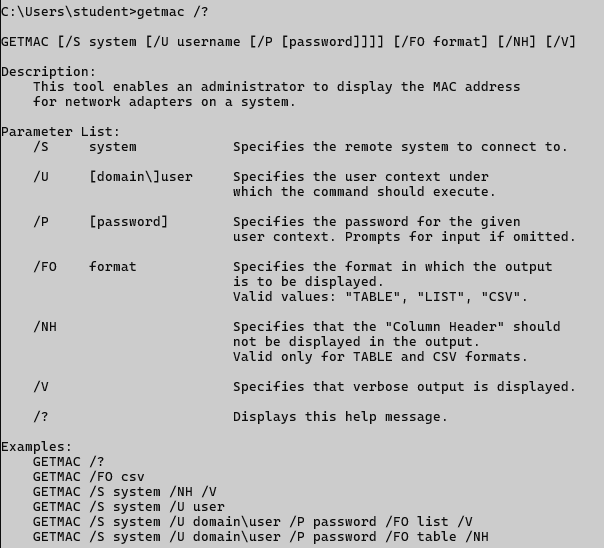 C:\Users\student>getmac /?
GETMAC [/S system [/U username [/P [password]]]] [/FO format] [/NH] [/V]
Description:
    This tool enables an administrator to display the MAC address
    for network adapters on a system.
Parameter List:
    /S     system            Specifies the remote system to connect to.
    /U     [domain\]user     Specifies the user context under
                             which the command should execute.
    /P     [password]        Specifies the password for the given
                             user context. Prompts for input if omitted.
    /FO    format            Specifies the format in which the output
                             is to be displayed.
                             Valid values: "TABLE", "LIST", "CSV".
    /NH                      Specifies that the "Column Header" should
                             not be displayed in the output.
                             Valid only for TABLE and CSV formats.
    /V                       Specifies that verbose output is displayed.
    /?                       Displays this help message.
Examples:
    GETMAC /?
    GETMAC /FO csv
    GETMAC /S system /NH /V
    GETMAC /S system /U user
    GETMAC /S system /U domain\user /P password /FO list /V
    GETMAC /S system /U domain\user /P password /FO table /NH